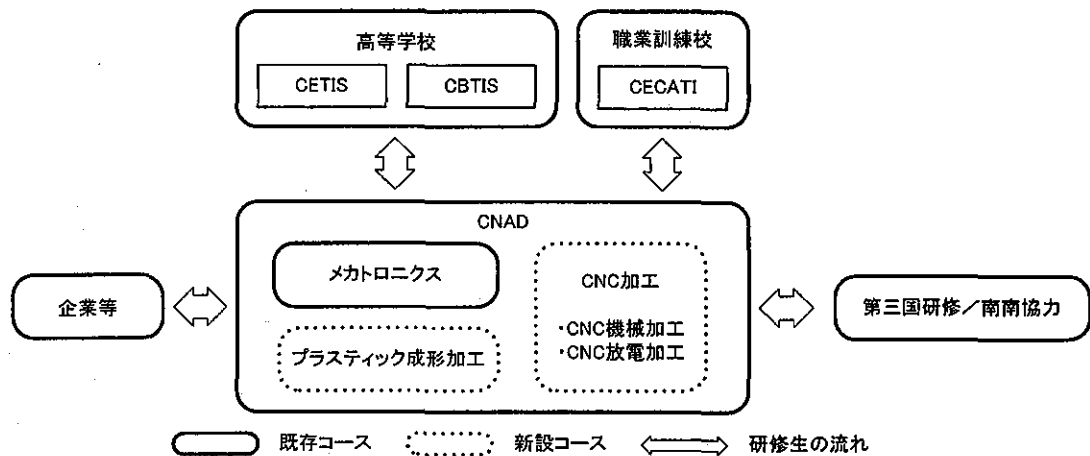 高等学校
CETIS
CBTIS
職業訓練校
CECATI
CNAD
メカトロニクス
プラスティック成形加工
CNC加工
・CNC機械加工
・CNC放電加工
企業等
第三国研修／南南協力
既存コース
新設コース
研修生の流れ